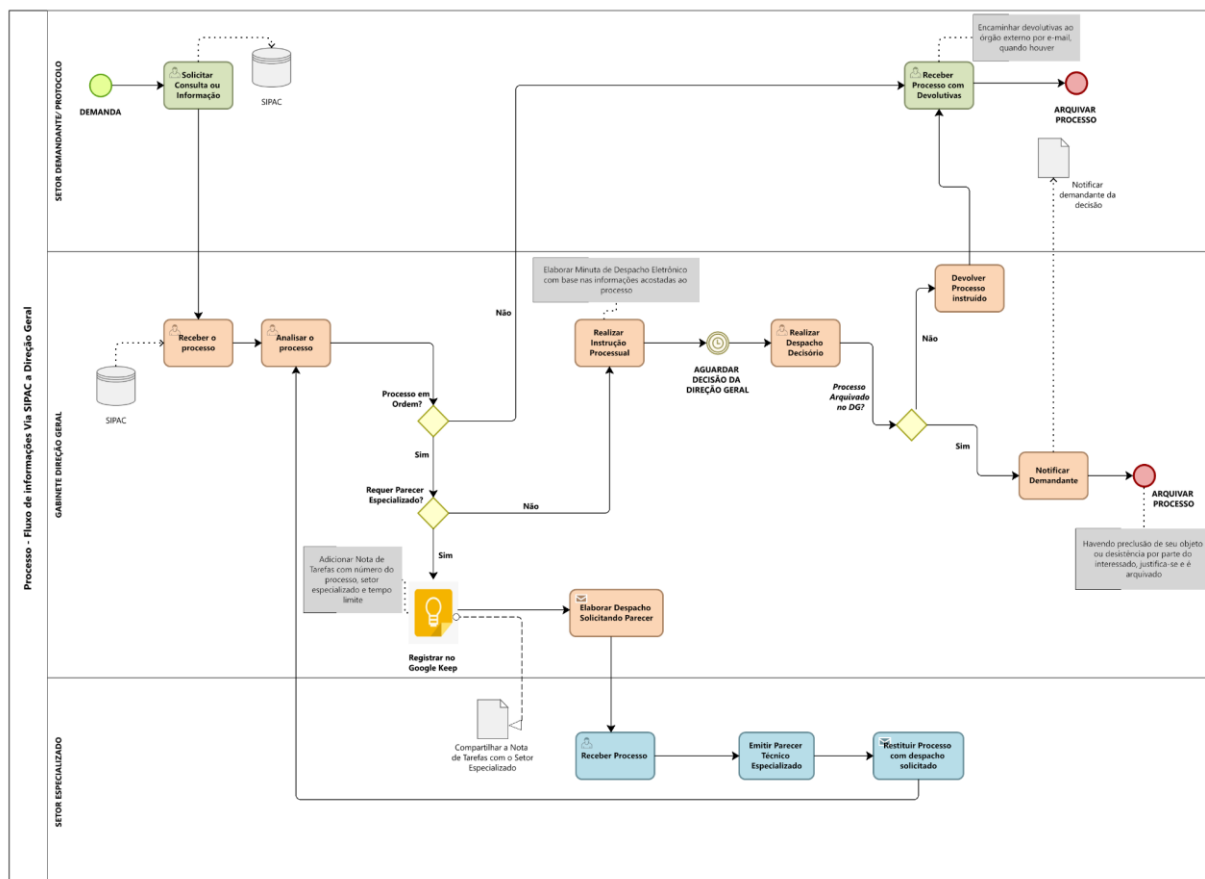 Processo - Fluxo de informações Via SIPAC a Direção Geral
SETOR DEMANDANTE/ PROTOCOLO
DEMANDA
Solicitar
Consulta ou
Informação
SIPAC
Encaminhar devolutivas ao
órgão externo por e-mail,
quando houver
Receber
Processo com
Devolutivas
ARQUIVAR
PROCESSO
Notificar
demandante da
decisão
GABINETE DIREÇÃO GERAL
SIPAC
Receber o
processo
Analisar o
processo
Processo em
Ordem?
Não
Sim
Requer Parecer
Especializado?
Não
Sim
Elaborar Minuta de Despacho Eletrônico
com base nas informações acostadas ao
processo
Realizar
Instrução
Processual
AGUARDAR
DECISÃO DA
DIREÇÃO GERAL
Realizar
Despacho
Decisório
Processo
Arquivado
no DG?
Não
Devolver
Processo
instruído
Sim
Notificar
Demandante
ARQUIVAR
PROCESSO
Havendo preclusão de seu objeto
ou desistência por parte do
interessado, justifica-se e é
arquivado
Adicionar Nota de
Tarefas com número do
processo, setor
especializado e tempo
limite
Registrar no
Google Keep
Elaborar Despacho
Solicitando Parecer
SETOR ESPECIALIZADO
Compartilhar a Nota
de Tarefas com o Setor
Especializado
Receber Processo
Emitir Parecer
Técnico
Especializado
Restituir Processo
com despacho
solicitado